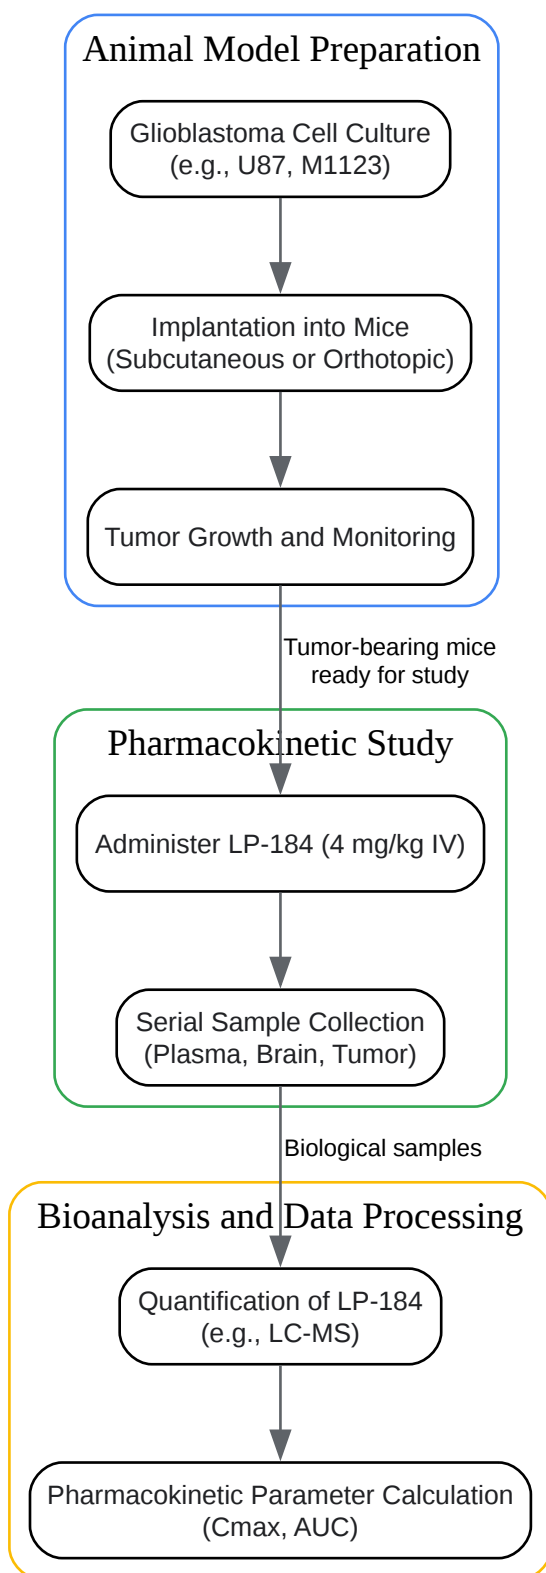 Animal Model Preparation
Glioblastoma Cell Culture
(e.g., U87, M1123)
Implantation into Mice
(Subcutaneous or Orthotopic)
Tumor Growth and Monitoring
Tumor-bearing mice
ready for study
Pharmacokinetic Study
Administer LP-184 (4 mg/kg IV)
Serial Sample Collection
(Plasma, Brain, Tumor)
Biological samples
Bioanalysis and Data Processing
Quantification of LP-184
(e.g., LC-MS)
Pharmacokinetic Parameter Calculation
(Cmax, AUC)